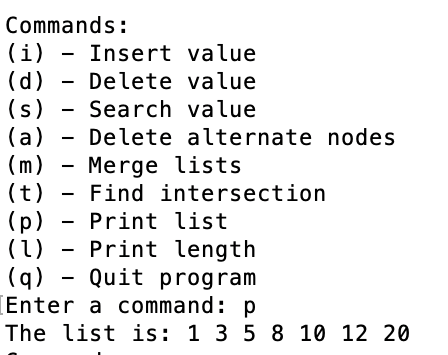 Commands:
(i) – Insert value
(d) – Delete value
(s) – Search value
(a) – Delete alternate nodes
(m) – Merge lists
(t) – Find intersection
(p) – Print list
(l) – Print length
(q) – Quit program
Enter a command: p
The list is: 1 3 5 8 10 12 20